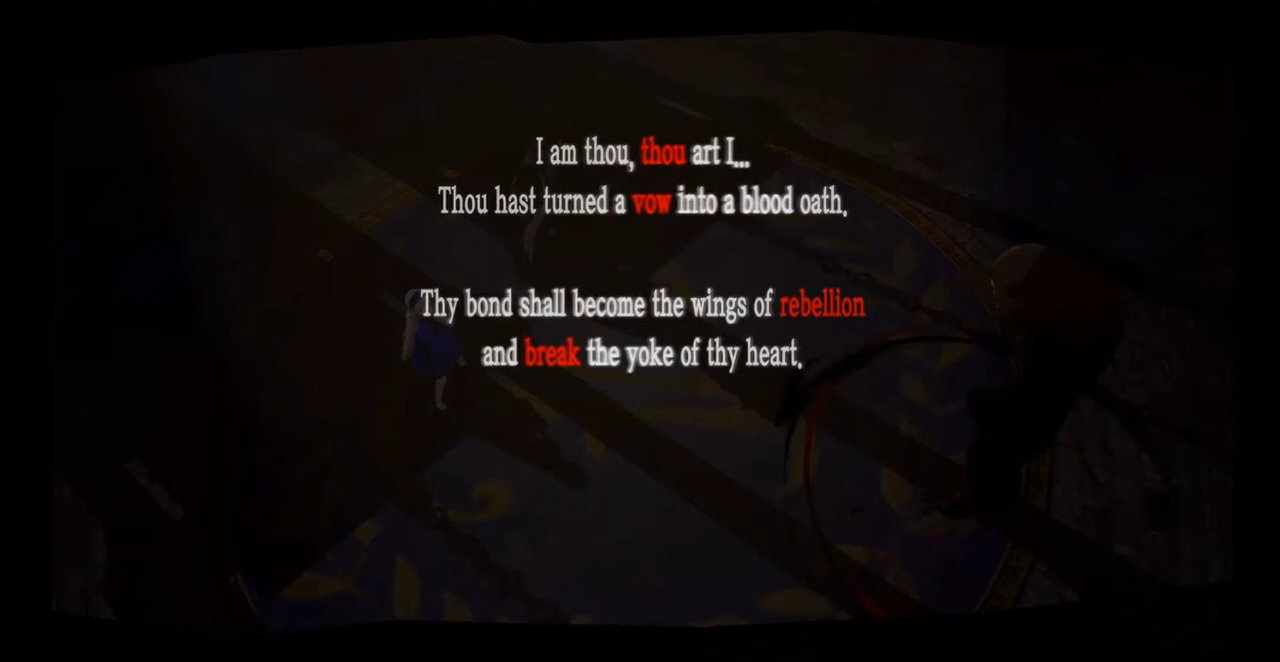 I am thou, thou art I...
Thou hast turned a vow into a blood oath.
Thy bond shall become the wings of rebellion
and break the yoke of thy heart.